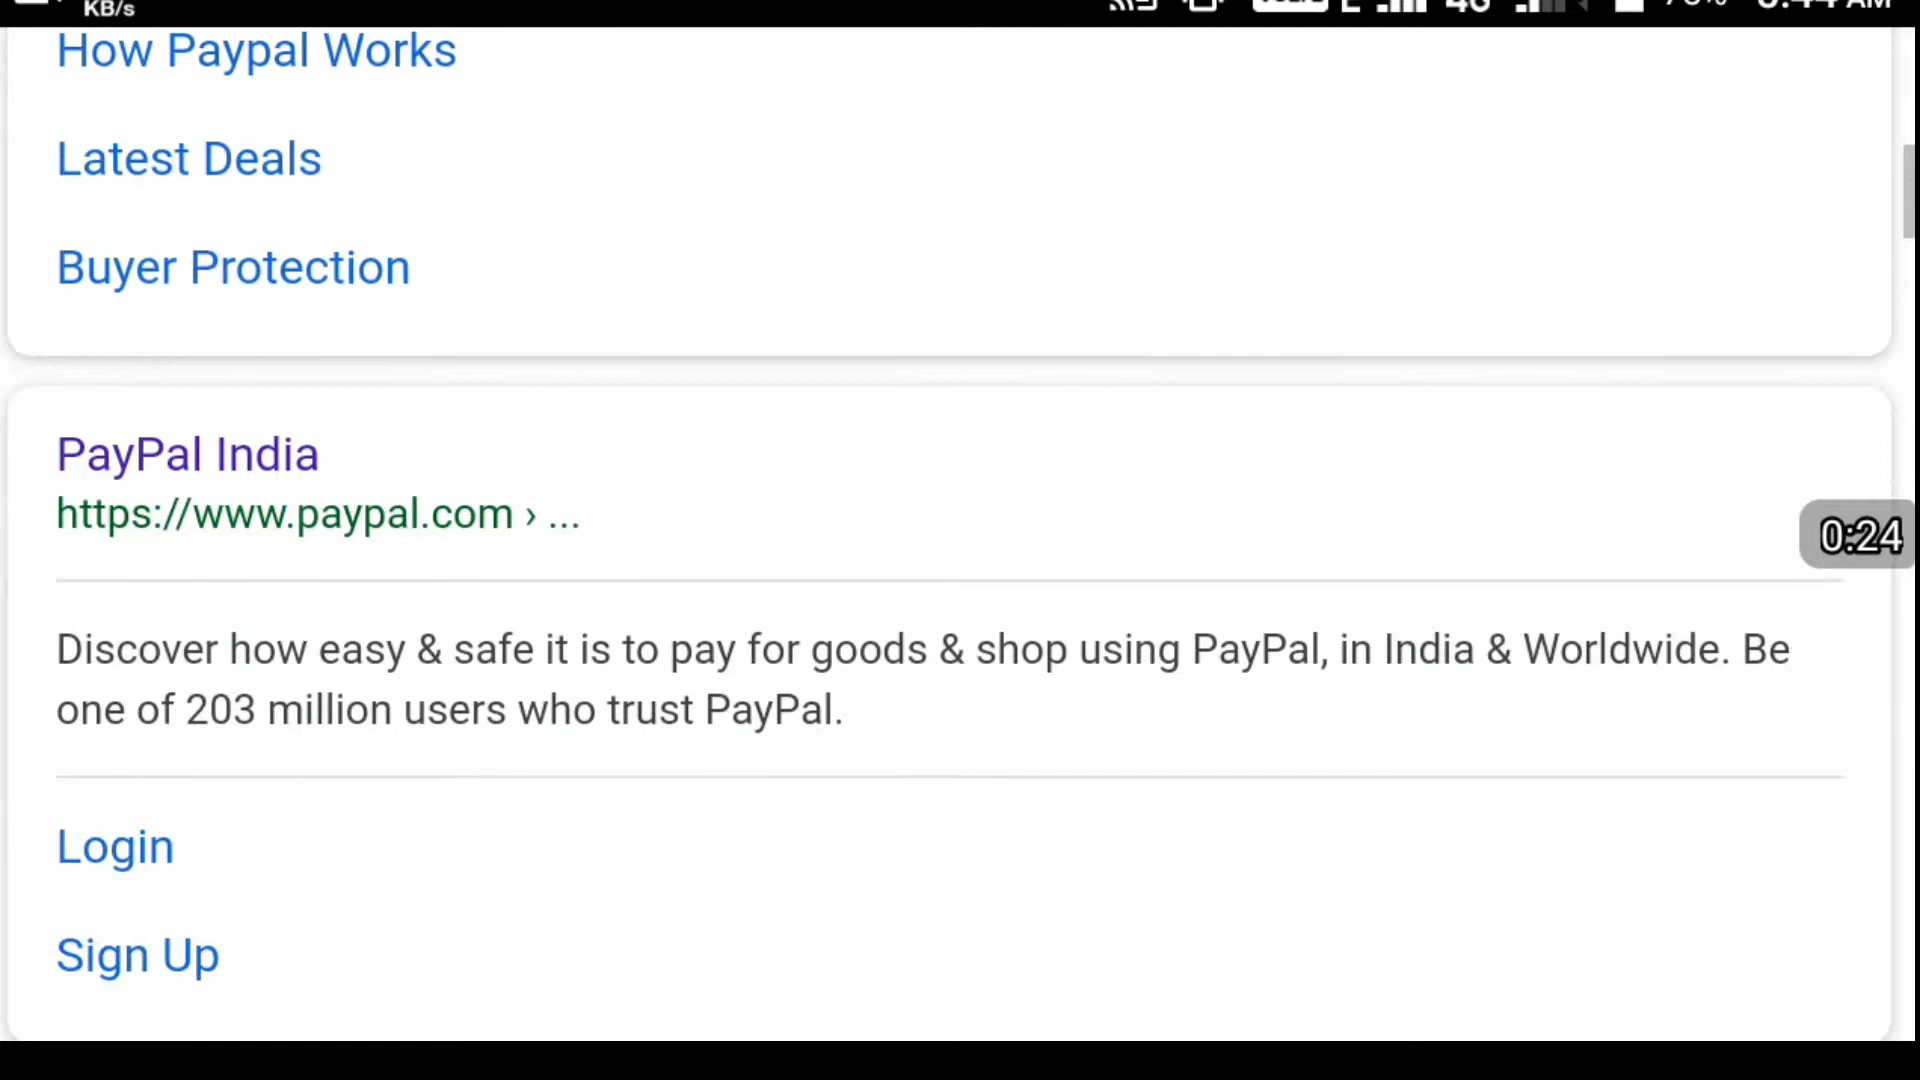 KB/s
How Paypal Works
Latest Deals
Buyer Protection
PayPal India
https://www.paypal.com › ...
0:24
Discover how easy & safe it is to pay for goods & shop using PayPal, in India & Worldwide. Be
one of 203 million users who trust PayPal.
Login
Sign Up